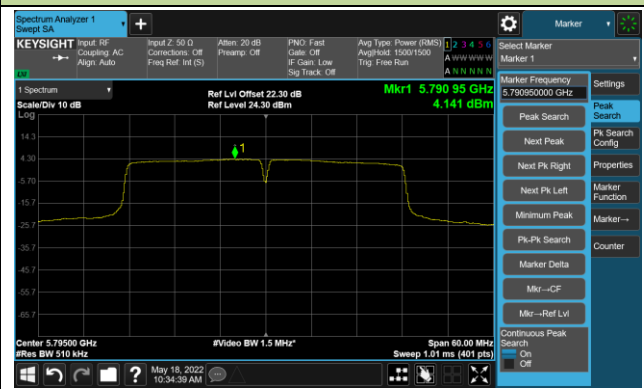 Spectrum Analyzer 1
Swept SA
Marker
KEYSIGHT
Input: RF
Coupling: AC
Align: Auto
Input Z: 50 Ω
Corrections: Off
Freq Ref: Int (S)
Atten: 20 dB
Preamp: Off
PNO: Fast
Gate: Off
IF Gain: Low
Sig Track: Off
Avg Type: Power (RMS)
Avg|Hold: 1500/1500
Trig: Free Run
1 2 3 4 5 6
A W W W W W
A N N N N N
Select Marker
Marker 1
1 Spectrum
Scale/Div 10 dB
Log
Ref Lvl Offset 22.30 dB
Ref Level 24.30 dBm
Mkr1 5.790 95 GHz
4.141 dBm
1
14.3
4.30
-5.70
-15.7
-25.7
-35.7
-45.7
-55.7
-65.7
Center 5.79500 GHz
#Res BW 510 kHz
#Video BW 1.5 MHz*
Span 60.00 MHz
Sweep 1.01 ms (401 pts)
Marker Frequency
5.790950000 GHz
Peak Search
Next Peak
Next Pk Right
Next Pk Left
Minimum Peak
Pk-Pk Search
Marker Delta
Mkr→CF
Mkr→Ref Lvl
Continuous Peak
Search
On
Off
Settings
Peak
Search
Pk Search
Config
Properties
Marker
Function
Marker→
Counter
May 18, 2022
10:34:39 AM